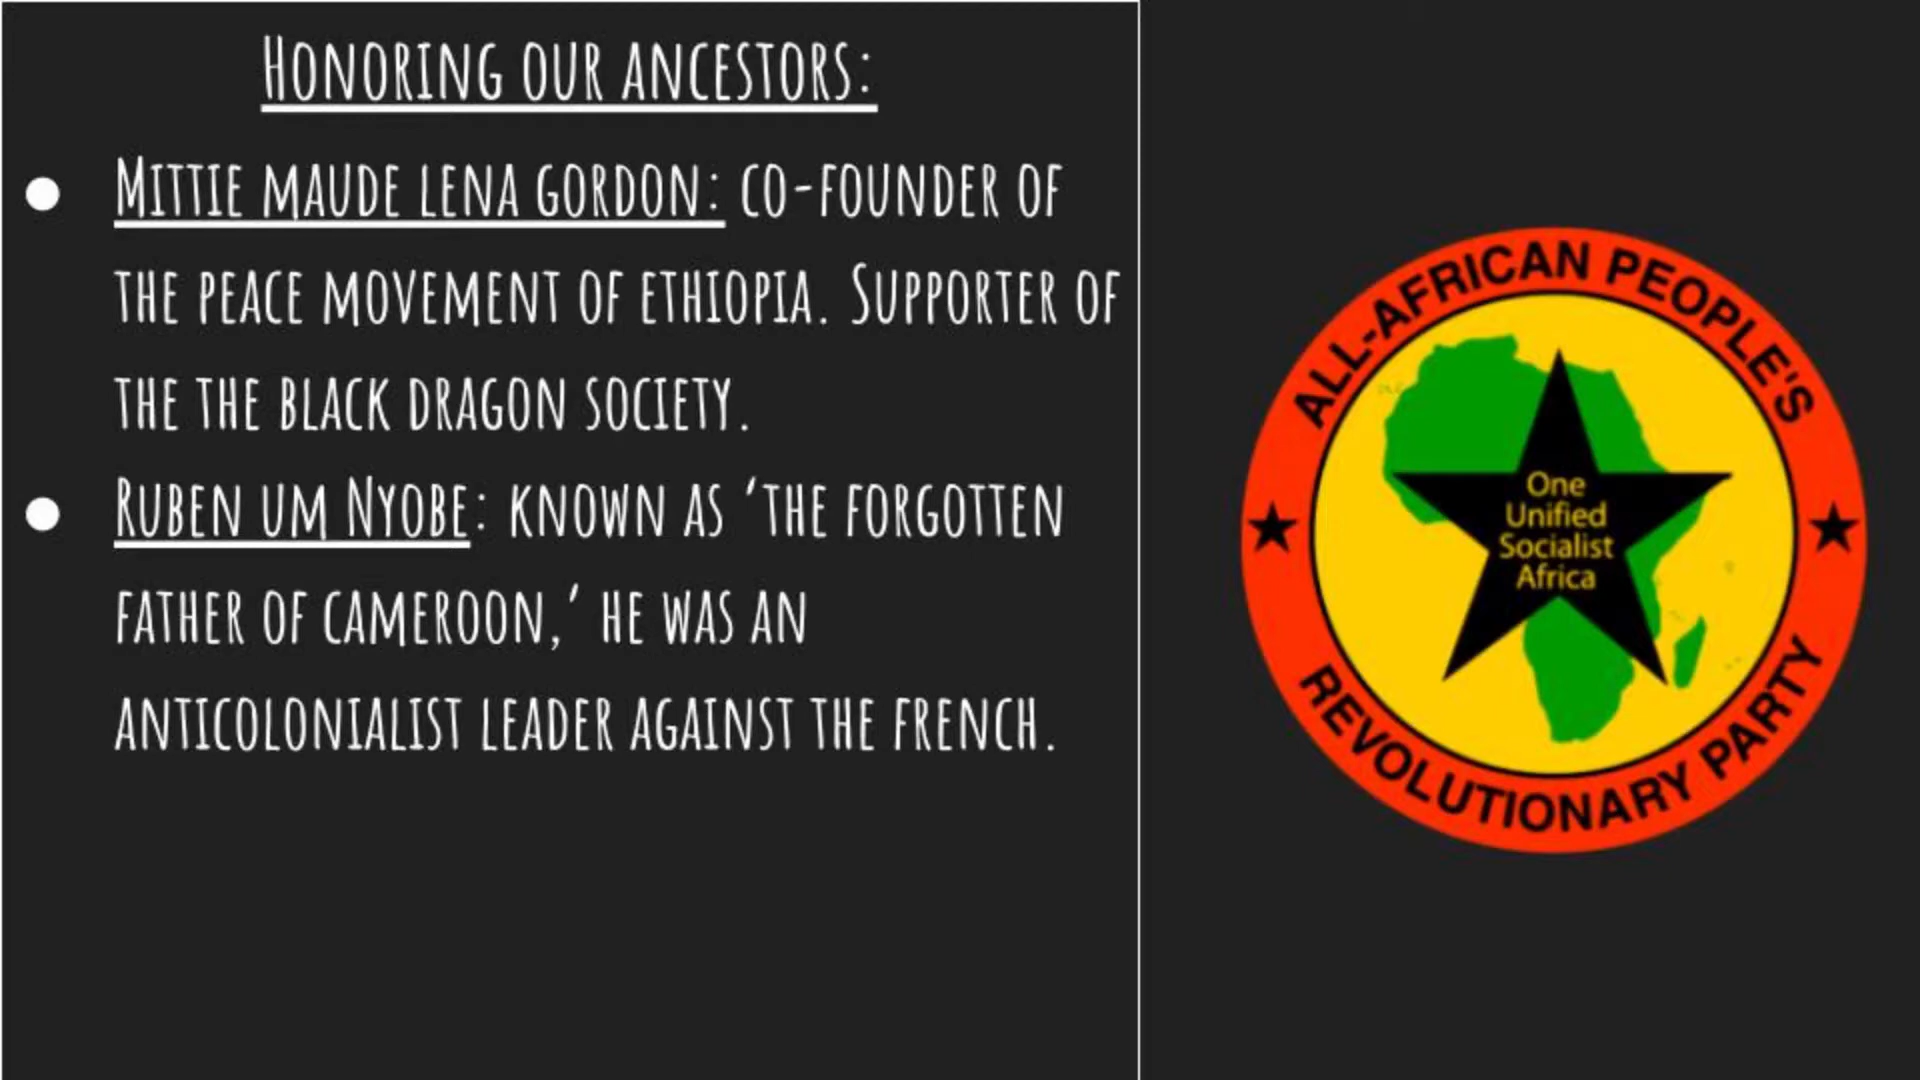 Honoring our ancestors:
Mittie Maude Lena Gordon: co-founder of
the Peace Movement of Ethiopia. Supporter of
the the Black Dragon Society.
Ruben Um Nyobe: known as ‘the forgotten
father of Cameroon,’ he was an
anticolonialist leader against the French.
ALL-AFRICAN PEOPLE'S
One
Unified
Socialist
Africa
REVOLUTIONARY PARTY